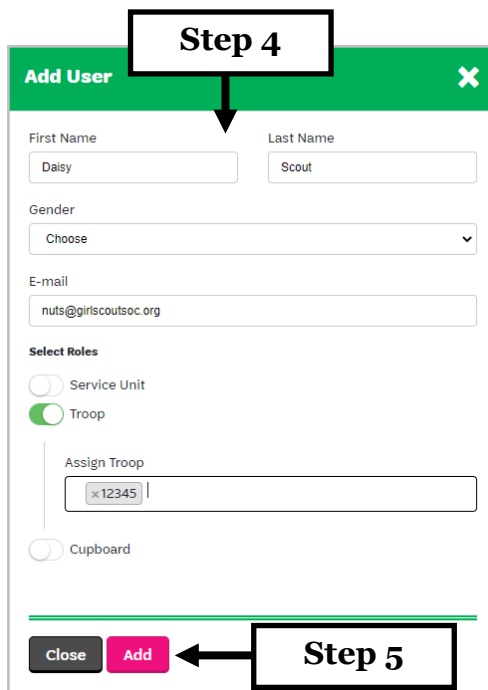 Step 4
Add User
First Name Last Name
Daisy Scout
Gender
Choose
E-mail
nuts@girlscoutsoc.org
Select Roles
Service Unit
Troop
Assign Troop
×12345
Cupboard
Close Add Step 5